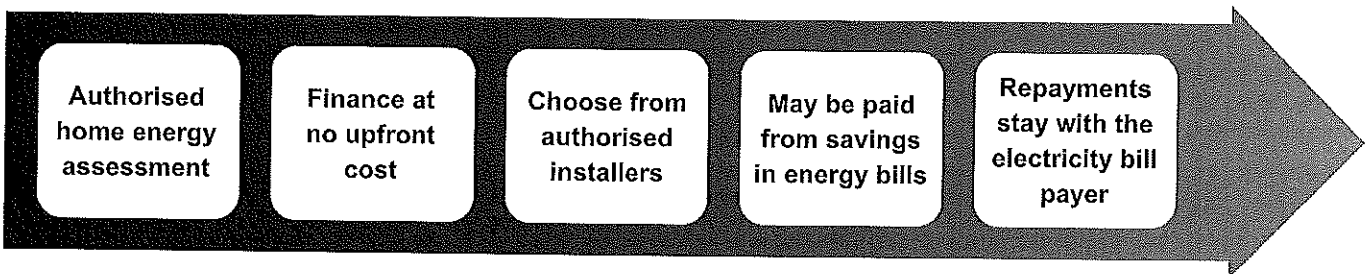 Authorised
home energy
assessment
Finance at
no upfront
cost
Choose from
authorised
installers
May be paid
from savings
in energy bills
Repayments
stay with the
electricity bill
payer